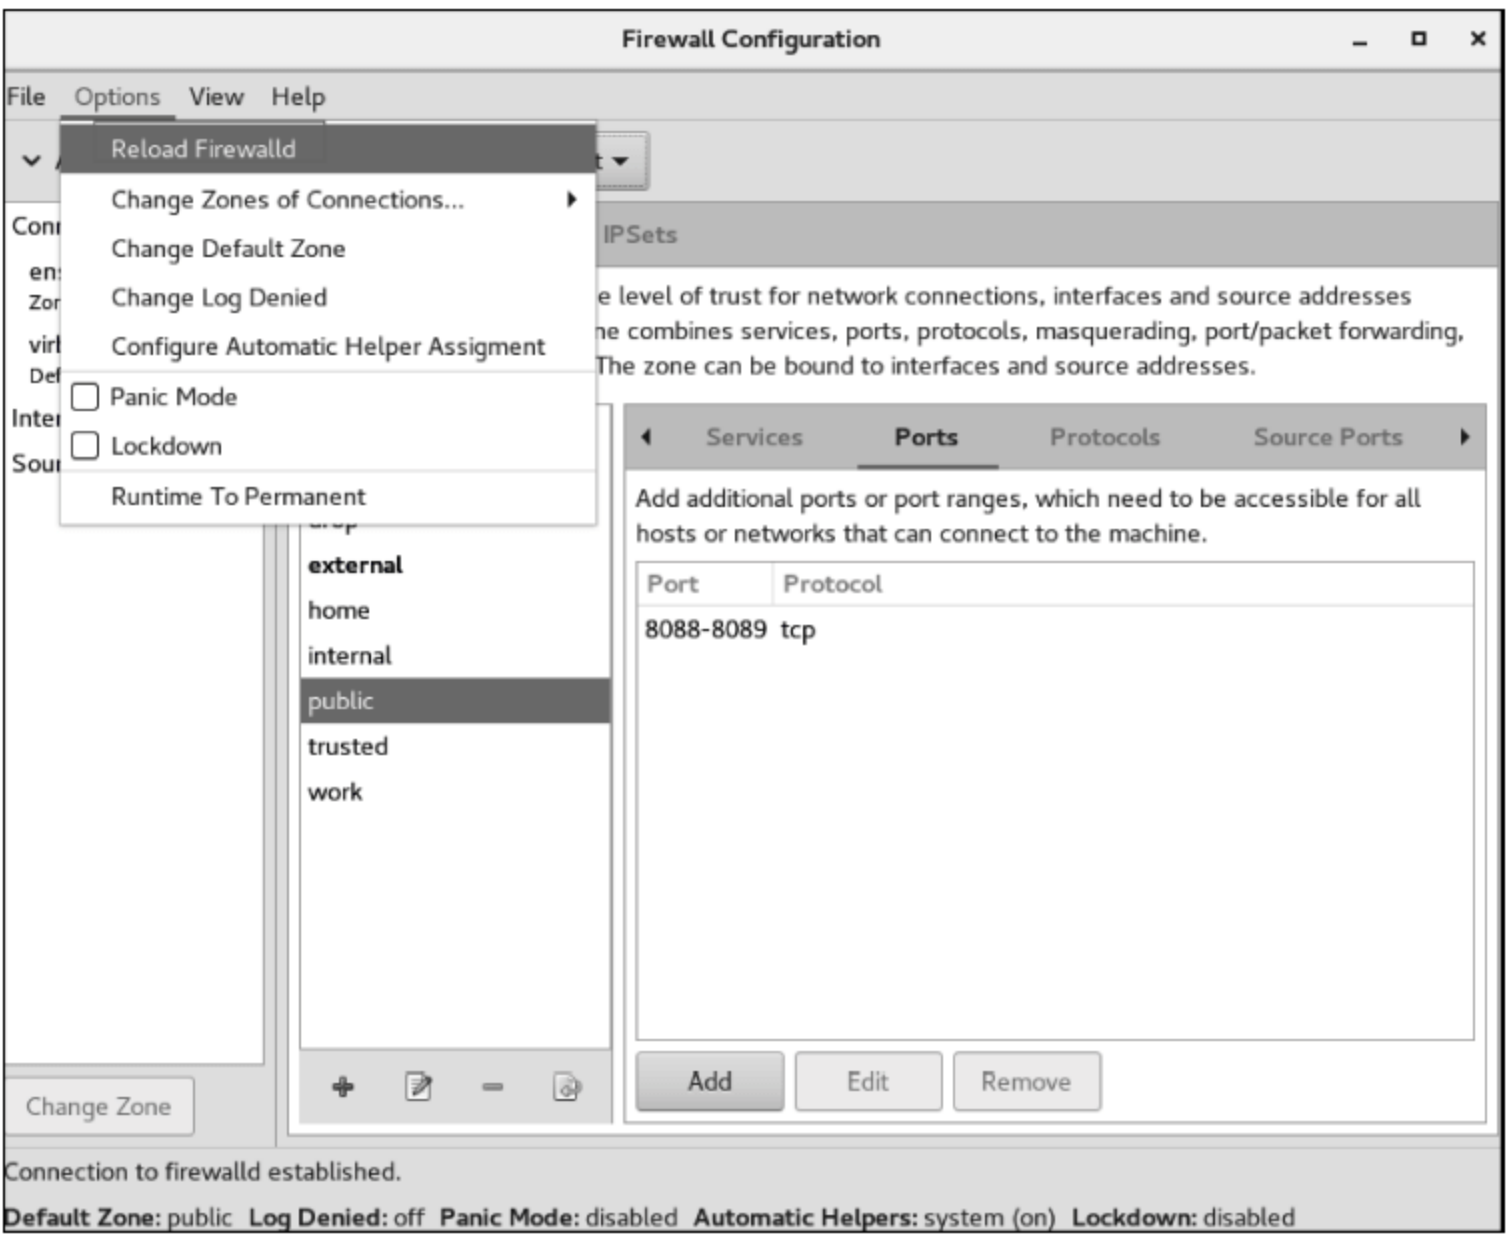 Firewall Configuration
File Options View Help
Reload Firewalld
Change Zones of Connections...
Change Default Zone
Change Log Denied
Configure Automatic Helper Assigment
Panic Mode
Lockdown
Runtime To Permanent
IPSets
e level of trust for network connections, interfaces and source addresses
combines services, ports, protocols, masquerading, port/packet forwarding,
The zone can be bound to interfaces and source addresses.
Services Ports Protocols Source Ports
Add additional ports or port ranges, which need to be accessible for all
hosts or networks that can connect to the machine.
Port Protocol
8088-8089 tcp
drop
external
home
internal
public
trusted
work
Add Edit Remove
Change Zone
Connection to firewalld established.
Default Zone: public Log Denied: off Panic Mode: disabled Automatic Helpers: system (on) Lockdown: disabled